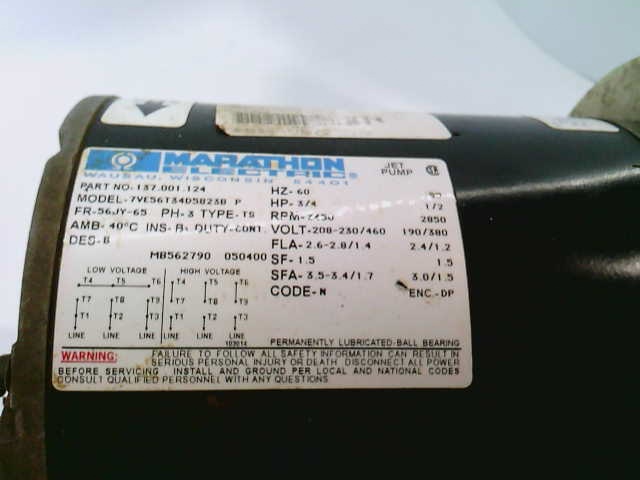 MARATHON
ELECTRIC®
WAUSAU, WISCONSIN 54401
JET
PUMP
PART NO. 137.001.124
MODEL- P
FR-56JY-65 PH-3 TYPE-TS
AMB- 40°C INS-B DUTY-CONT.
DES-B
MB562790 050400
HZ- 60
HP- 3/4 1/2
RPM- 2850
VOLT-208-230/460 190/380
FLA-2.6-2.8/1.4 2.4/1.2
SF-1.5 1.5
SFA-3.5-3.4/1.7 3.0/1.5
CODE-N ENC.-DP
LOW VOLTAGE HIGH VOLTAGE
T4 T5 T6 T4 T5 T6
T7 T8 T9 T7 T8 T9
T1 T2 T3 T1 T2 T3
LINE LINE LINE LINE LINE LINE
103014
PERMANENTLY LUBRICATED-BALL BEARING
WARNING: FAILURE TO FOLLOW ALL SAFETY INFORMATION CAN RESULT IN
SERIOUS PERSONAL INJURY OR DEATH. DISCONNECT ALL POWER
BEFORE SERVICING. INSTALL AND GROUND PER LOCAL AND NATIONAL CODES
CONSULT QUALIFIED PERSONNEL WITH ANY QUESTIONS